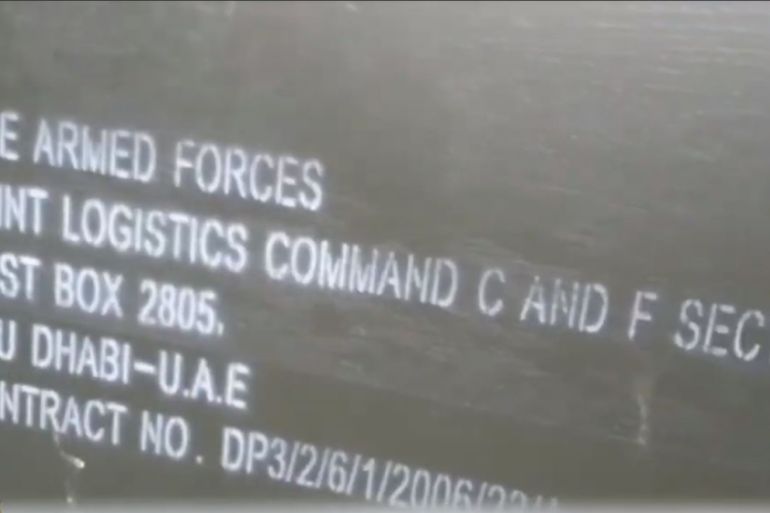 E ARMED FORCES
INT LOGISTICS COMMAND C AND F SEC
ST BOX 2805,
U DHABI-U.A.E
NTRACT NO. DP3/2/6/1/2006/